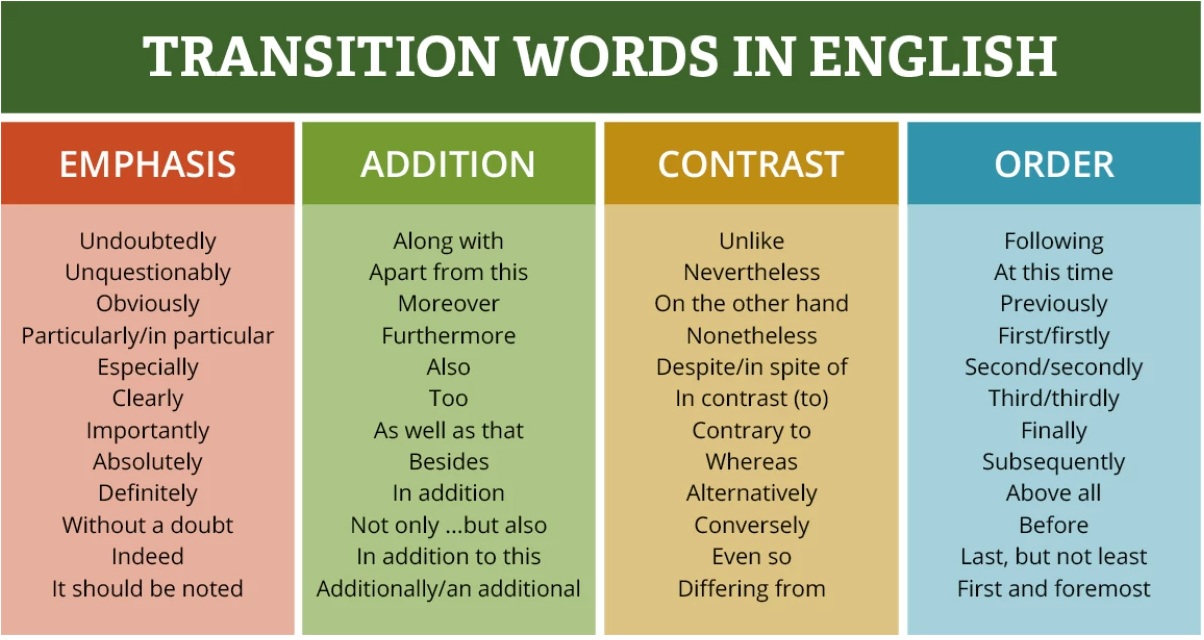 TRANSITION WORDS IN ENGLISH
EMPHASIS
Undoubtedly
Unquestionably
Obviously
Particularly/in particular
Especially
Clearly
Importantly
Absolutely
Definitely
Without a doubt
Indeed
It should be noted
ADDITION
Along with
Apart from this
Moreover
Furthermore
Also
Too
As well as that
Besides
In addition
Not only ...but also
In addition to this
Additionally/an additional
CONTRAST
Unlike
Nevertheless
On the other hand
Nonetheless
Despite/in spite of
In contrast (to)
Contrary to
Whereas
Alternatively
Conversely
Even so
Differing from
ORDER
Following
At this time
Previously
First/firstly
Second/secondly
Third/thirdly
Finally
Subsequently
Above all
Before
Last, but not least
First and foremost